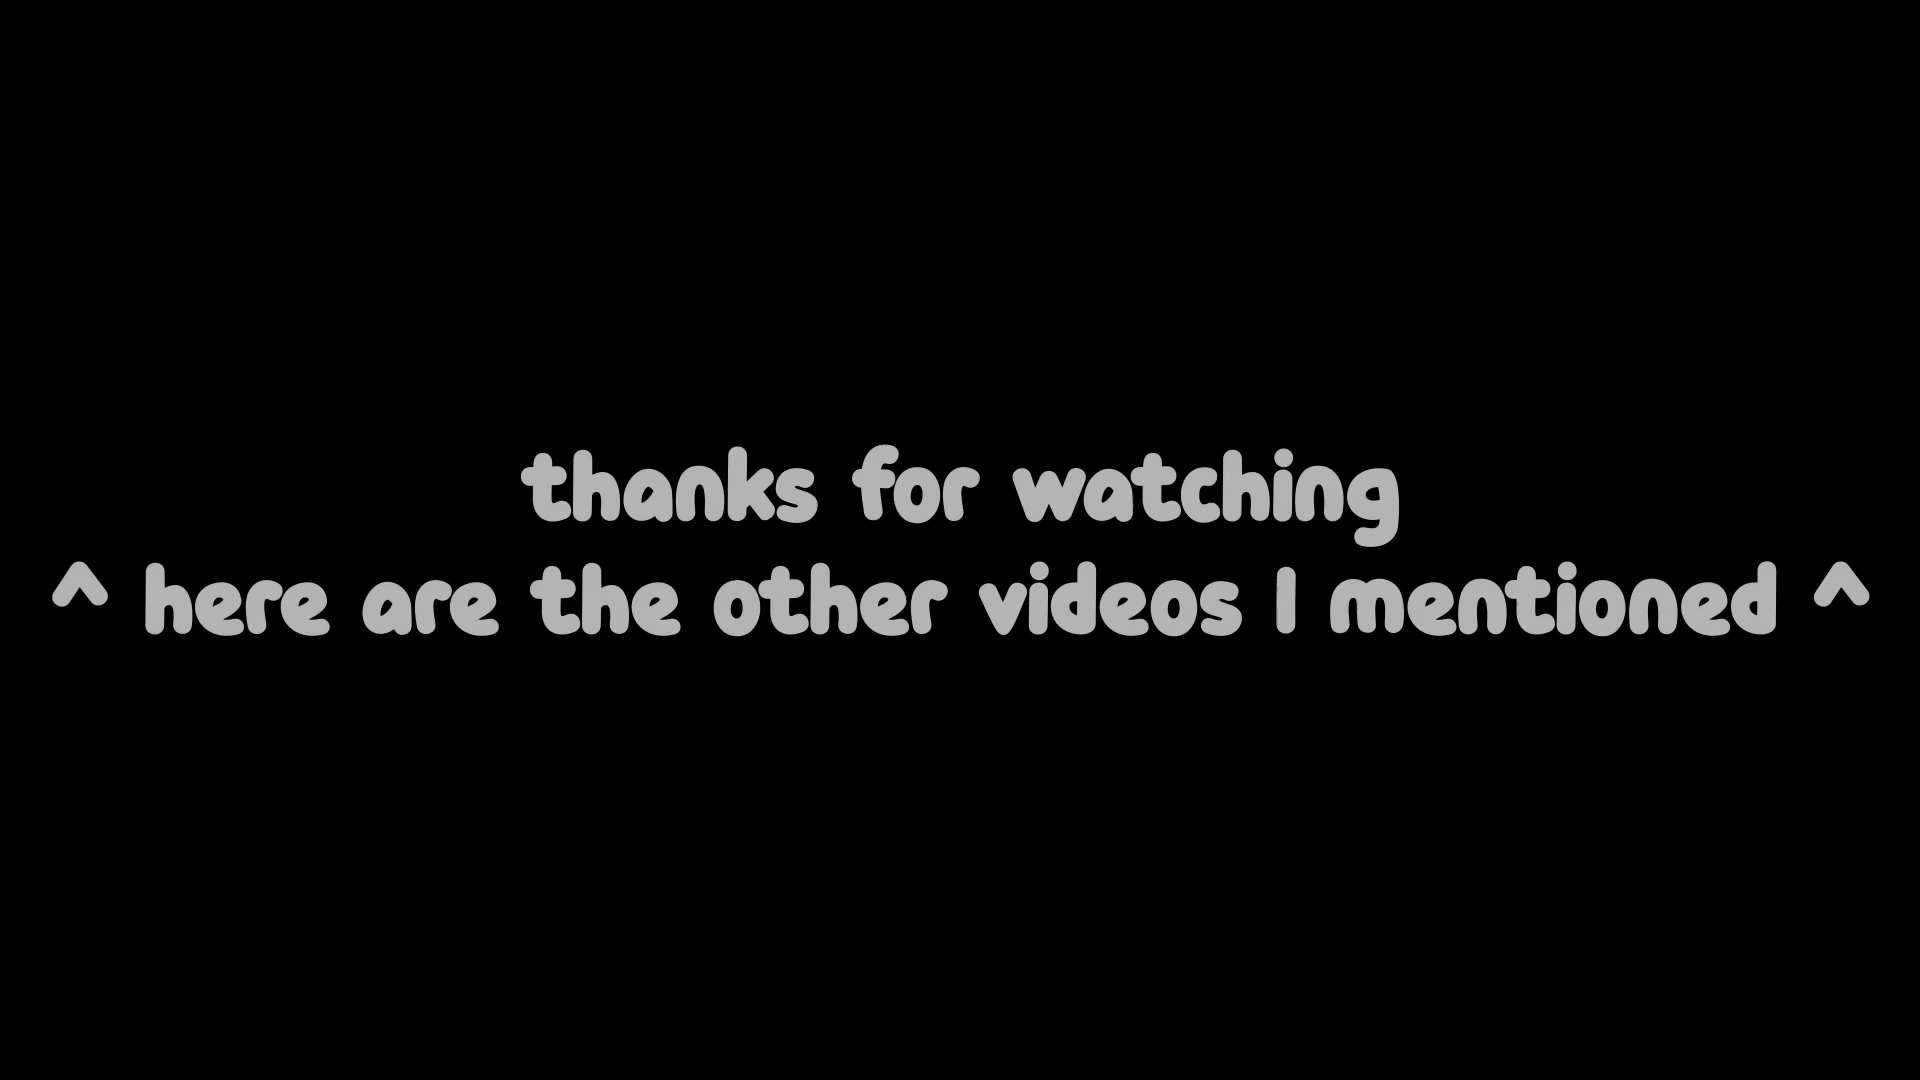 thanks for watching
^ here are the other videos I mentioned ^